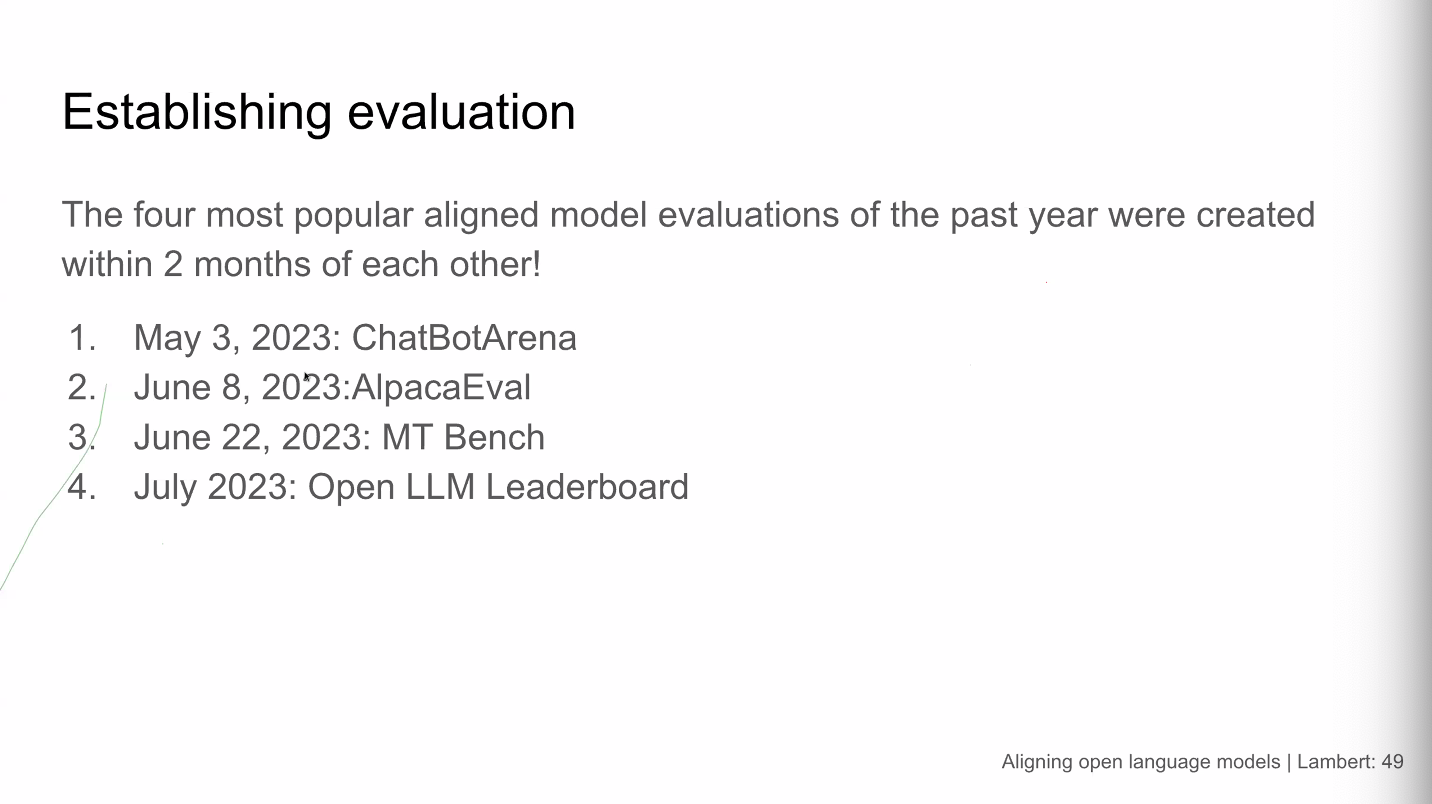 Establishing evaluation
The four most popular aligned model evaluations of the past year were created
within 2 months of each other!
1. May 3, 2023: ChatBotArena
2. June 8, 2023:AlpacaEval
3. June 22, 2023: MT Bench
4. July 2023: Open LLM Leaderboard
Aligning open language models | Lambert: 49